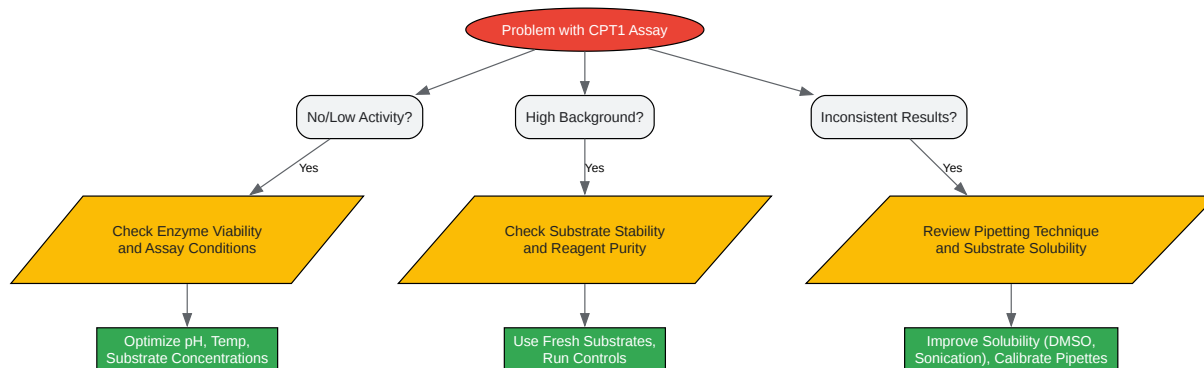 Problem with CPT1 Assay
No/Low Activity?
High Background?
Inconsistent Results?
Yes
Yes
Yes
Check Enzyme Viability
and Assay Conditions
Check Substrate Stability
and Reagent Purity
Review Pipetting Technique
and Substrate Solubility
Optimize pH, Temp,
Substrate Concentrations
Use Fresh Substrates,
Run Controls
Improve Solubility (DMSO,
Sonication), Calibrate Pipettes